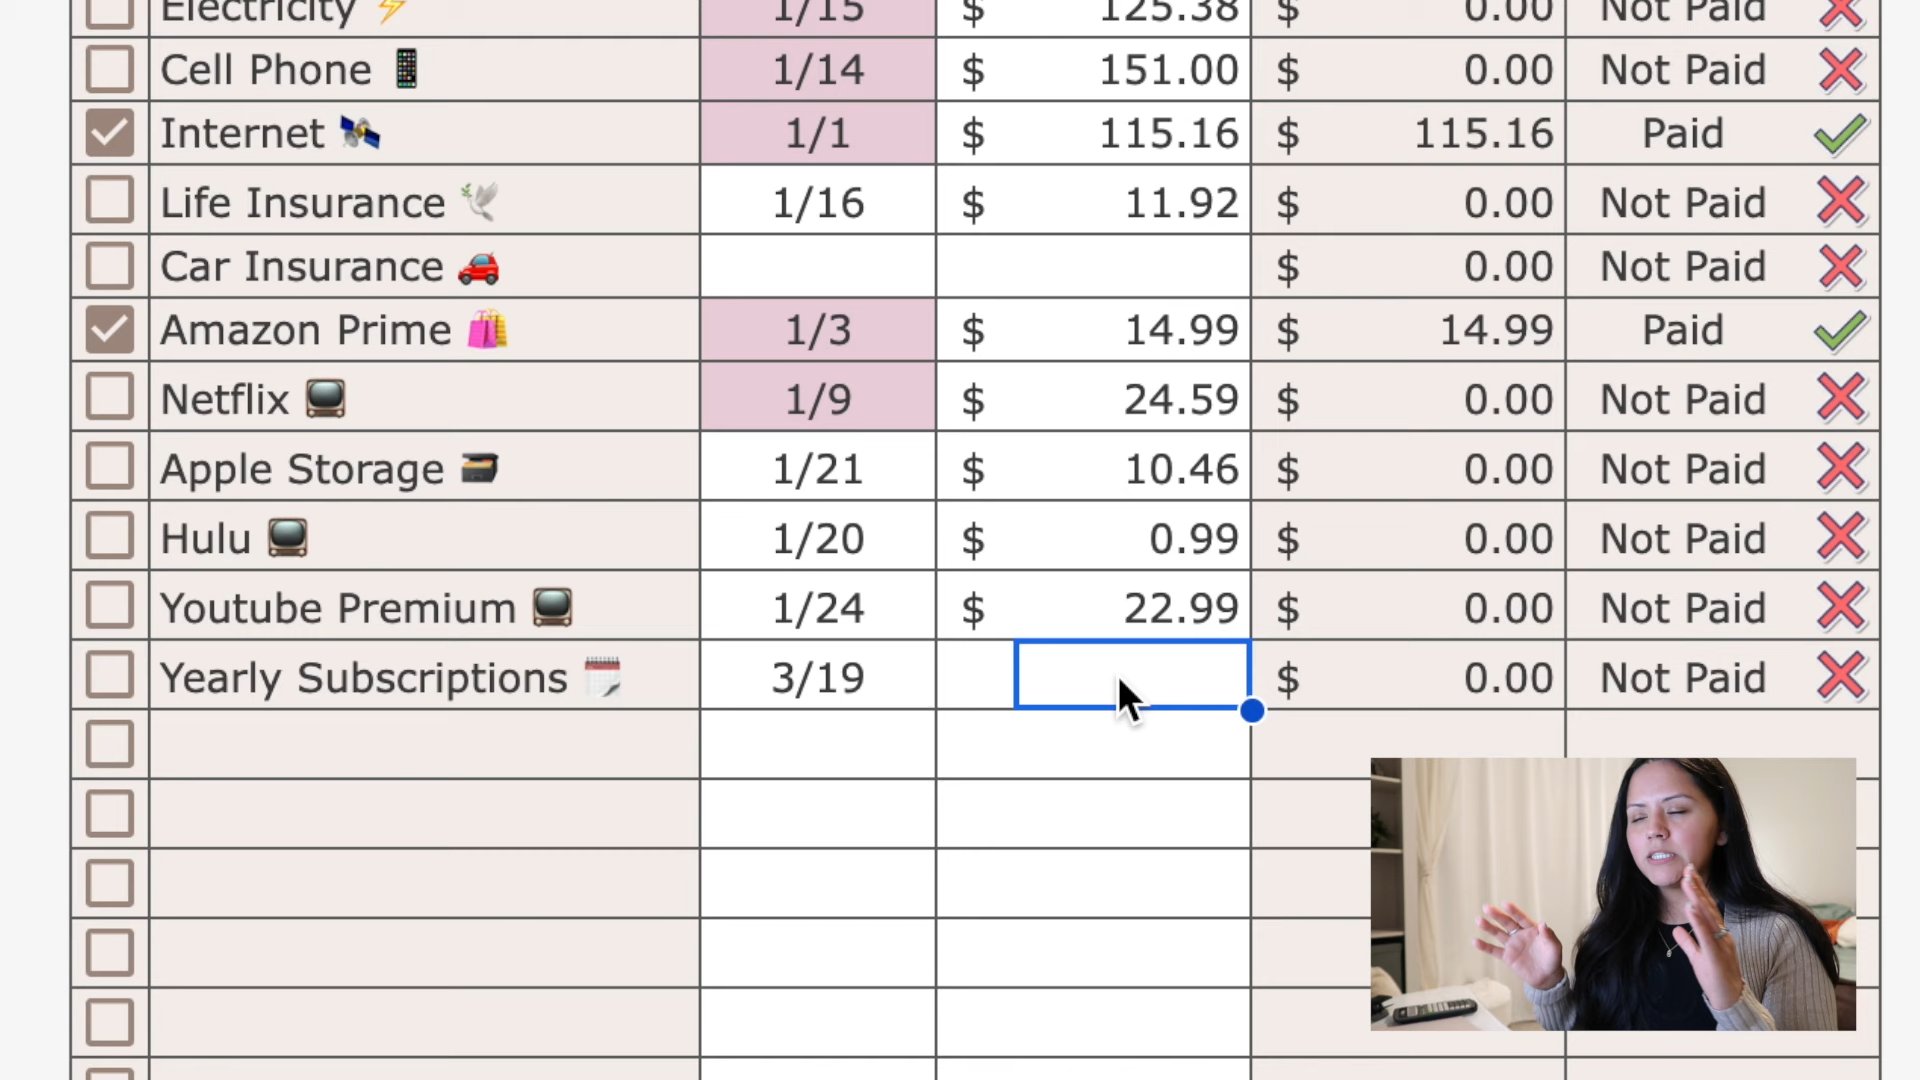 Electricity ⚡ 1/15 $ 125.38 $ 0.00 Not Paid ❌
Cell Phone 📱 1/14 $ 151.00 $ 0.00 Not Paid ❌
Internet 🛰️ 1/1 $ 115.16 $ 115.16 Paid ✔
Life Insurance 🕊️ 1/16 $ 11.92 $ 0.00 Not Paid ❌
Car Insurance 🚗 $ 0.00 Not Paid ❌
Amazon Prime 🛍️ 1/3 $ 14.99 $ 14.99 Paid ✔
Netflix 📺 1/9 $ 24.59 $ 0.00 Not Paid ❌
Apple Storage 🗃️ 1/21 $ 10.46 $ 0.00 Not Paid ❌
Hulu 📺 1/20 $ 0.99 $ 0.00 Not Paid ❌
Youtube Premium 📺 1/24 $ 22.99 $ 0.00 Not Paid ❌
Yearly Subscriptions 🗓️ 3/19 $ 0.00 Not Paid ❌